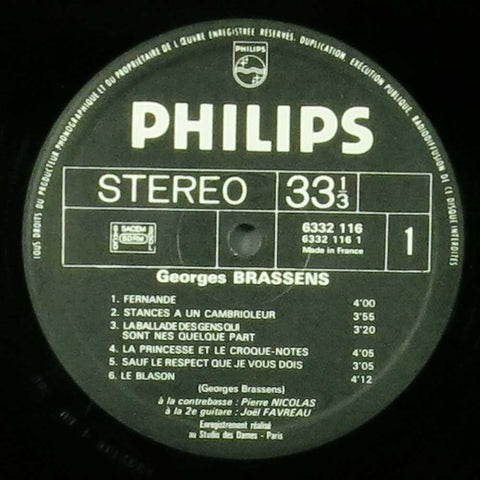 TOUS DROITS DU PRODUCTEUR PHONOGRAPHIQUE ET DU PROPRIETAIRE DE L'ŒUVRE ENREGISTREE RESERVES. DUPLICATION, EXECUTION PUBLIQUE, RADIODIFFUSION DE CE DISQUE INTERDITES
PHILIPS
PHILIPS
STEREO 33 1/3
SACEM
SDRM
6332 116
6332 116 1
Made in France
1
Georges BRASSENS
1. FERNANDE 4'00
2. STANCES A UN CAMBRIOLEUR 3'55
3. LA BALLADE DES GENS QUI
SONT NES QUELQUE PART 3'20
4. LA PRINCESSE ET LE CROQUE-NOTES 4'05
5. SAUF LE RESPECT QUE JE VOUS DOIS 3'05
6. LE BLASON 4'12
(Georges Brassens)
à la contrebasse : Pierre NICOLAS
à la 2e guitare : Joël FAVREAU
Enregistrement réalisé
au Studio des Dames - Paris